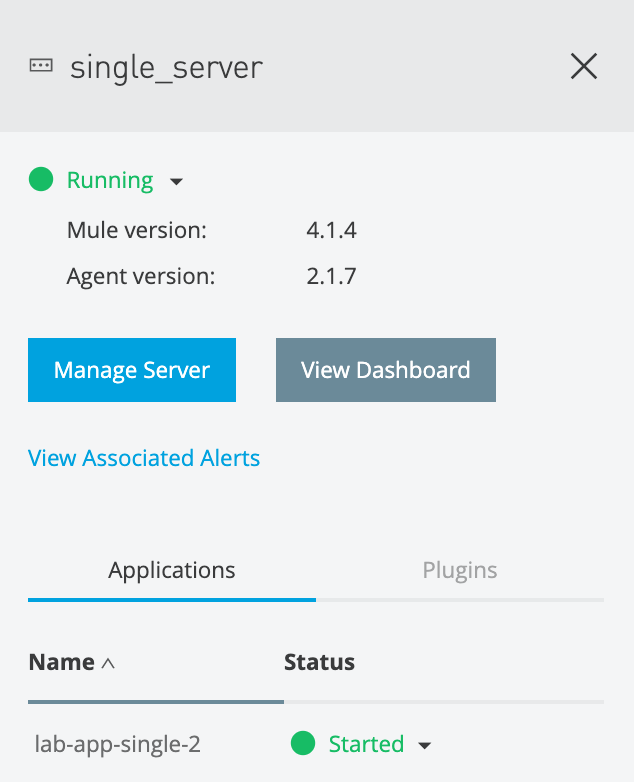 single_server
Running
Mule version: 4.1.4
Agent version: 2.1.7
Manage Server View Dashboard
View Associated Alerts
Applications Plugins
Name Status
lab-app-single-2 Started